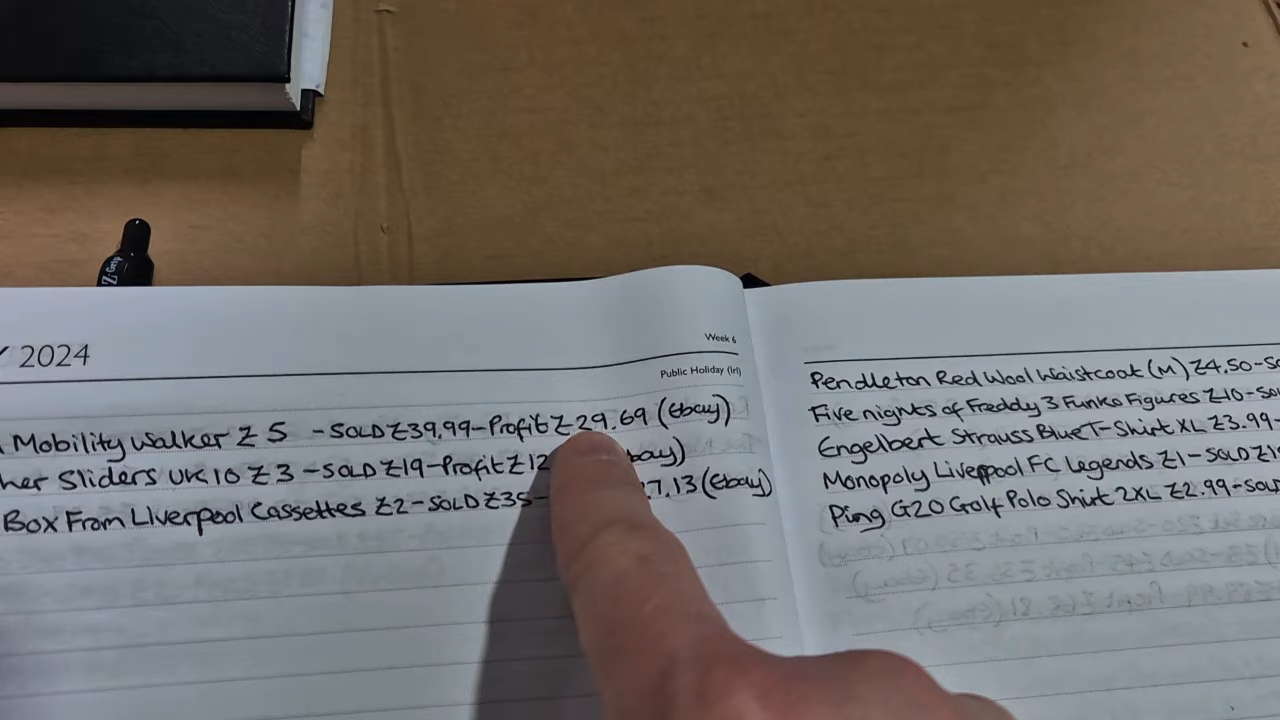 2024
Week 6
Public Holiday (Irl)
Mobility Walker £5 -SOLD £39.99-Profit £29.69 (Ebay)
Sliders UK 10 £3 -SOLD £19-Profit £12
Box From Liverpool Cassettes £2-SOLD £35- 7.13 (Ebay)
Pendleton Red Wool Waistcoat (M) £4.50-
Five nights of Freddy 3 Funko Figures £10-
Engelbert Strauss Blue T-Shirt XL £3.99-
Monopoly Liverpool FC Legends £1-SOLD
Ping G20 Golf Polo Shirt 2XL £2.99-SOLD